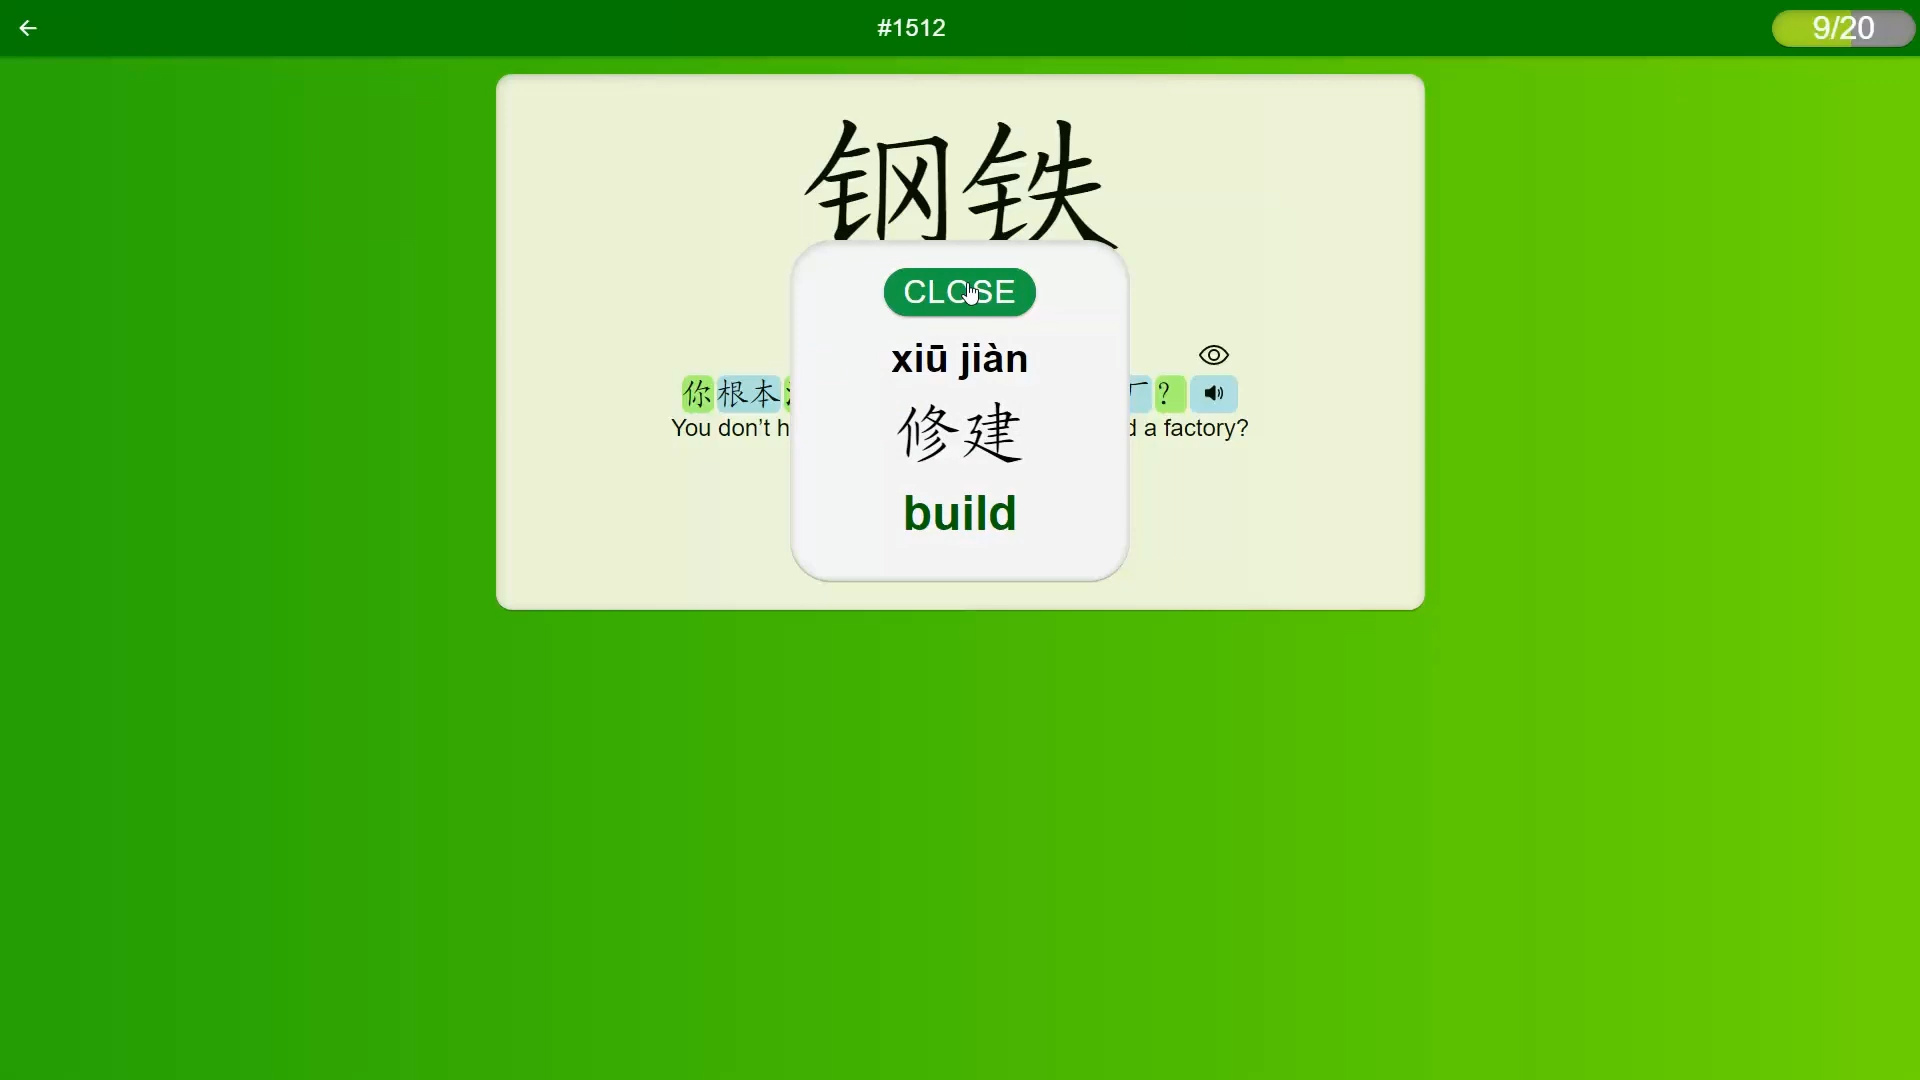 #1512
9/20
钢铁
CLOSE
xiū jiàn
修建
build
你根本 厂？
You don’t h d a factory?